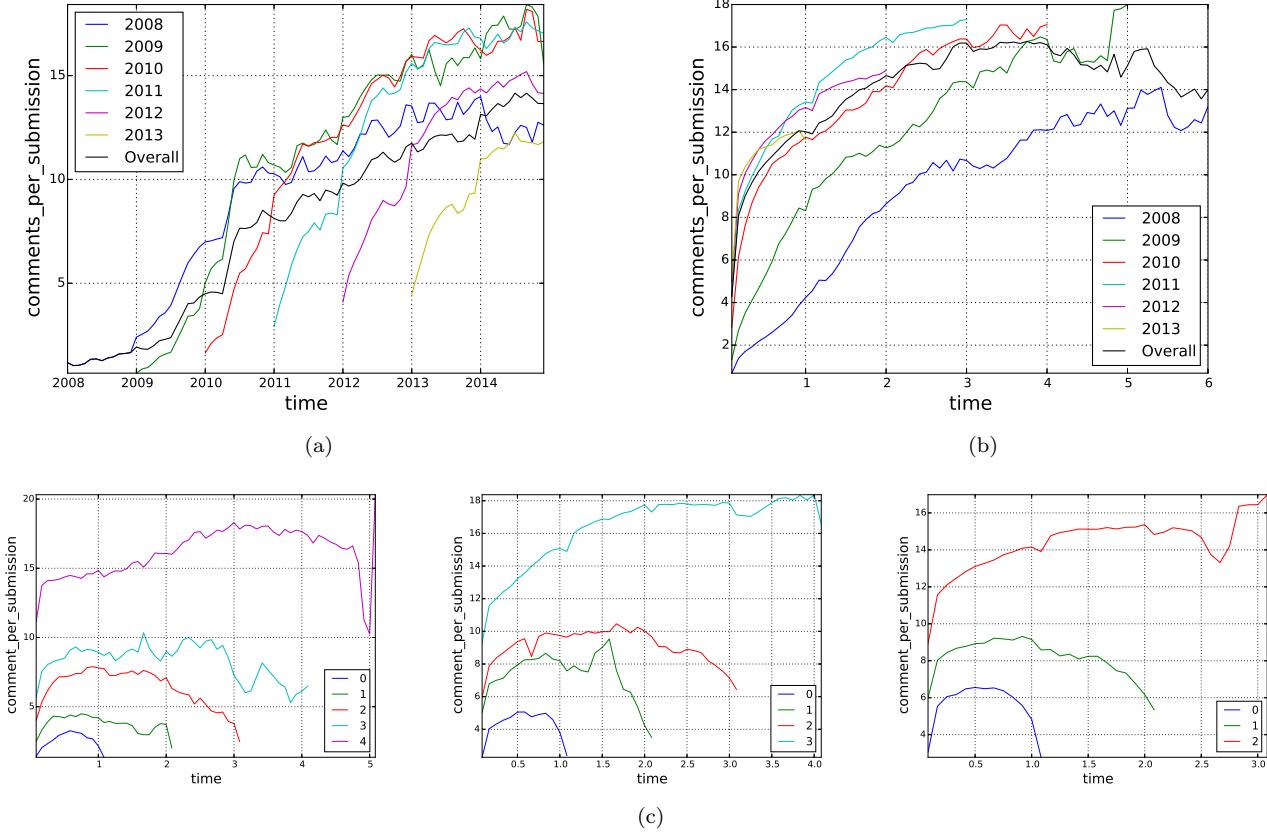 comments_per_submission
15
10
5
2008
2009
2010
2011
2012
2013
Overall
2008 2009 2010 2011 2012 2013 2014
time
(a)
comments_per_submission
18
16
14
12
10
8
6
4
2
2008
2009
2010
2011
2012
2013
Overall
1 2 3 4 5 6
time
(b)
comment_per_submission
20
15
10
5
0
1
2
3
4
1 2 3 4 5
time
comment_per_submission
18
16
14
12
10
8
6
4
0
1
2
3
0.5 1.0 1.5 2.0 2.5 3.0 3.5 4.0
time
comment_per_submission
16
14
12
10
8
6
4
0
1
2
0.5 1.0 1.5 2.0 2.5 3.0
time
(c)